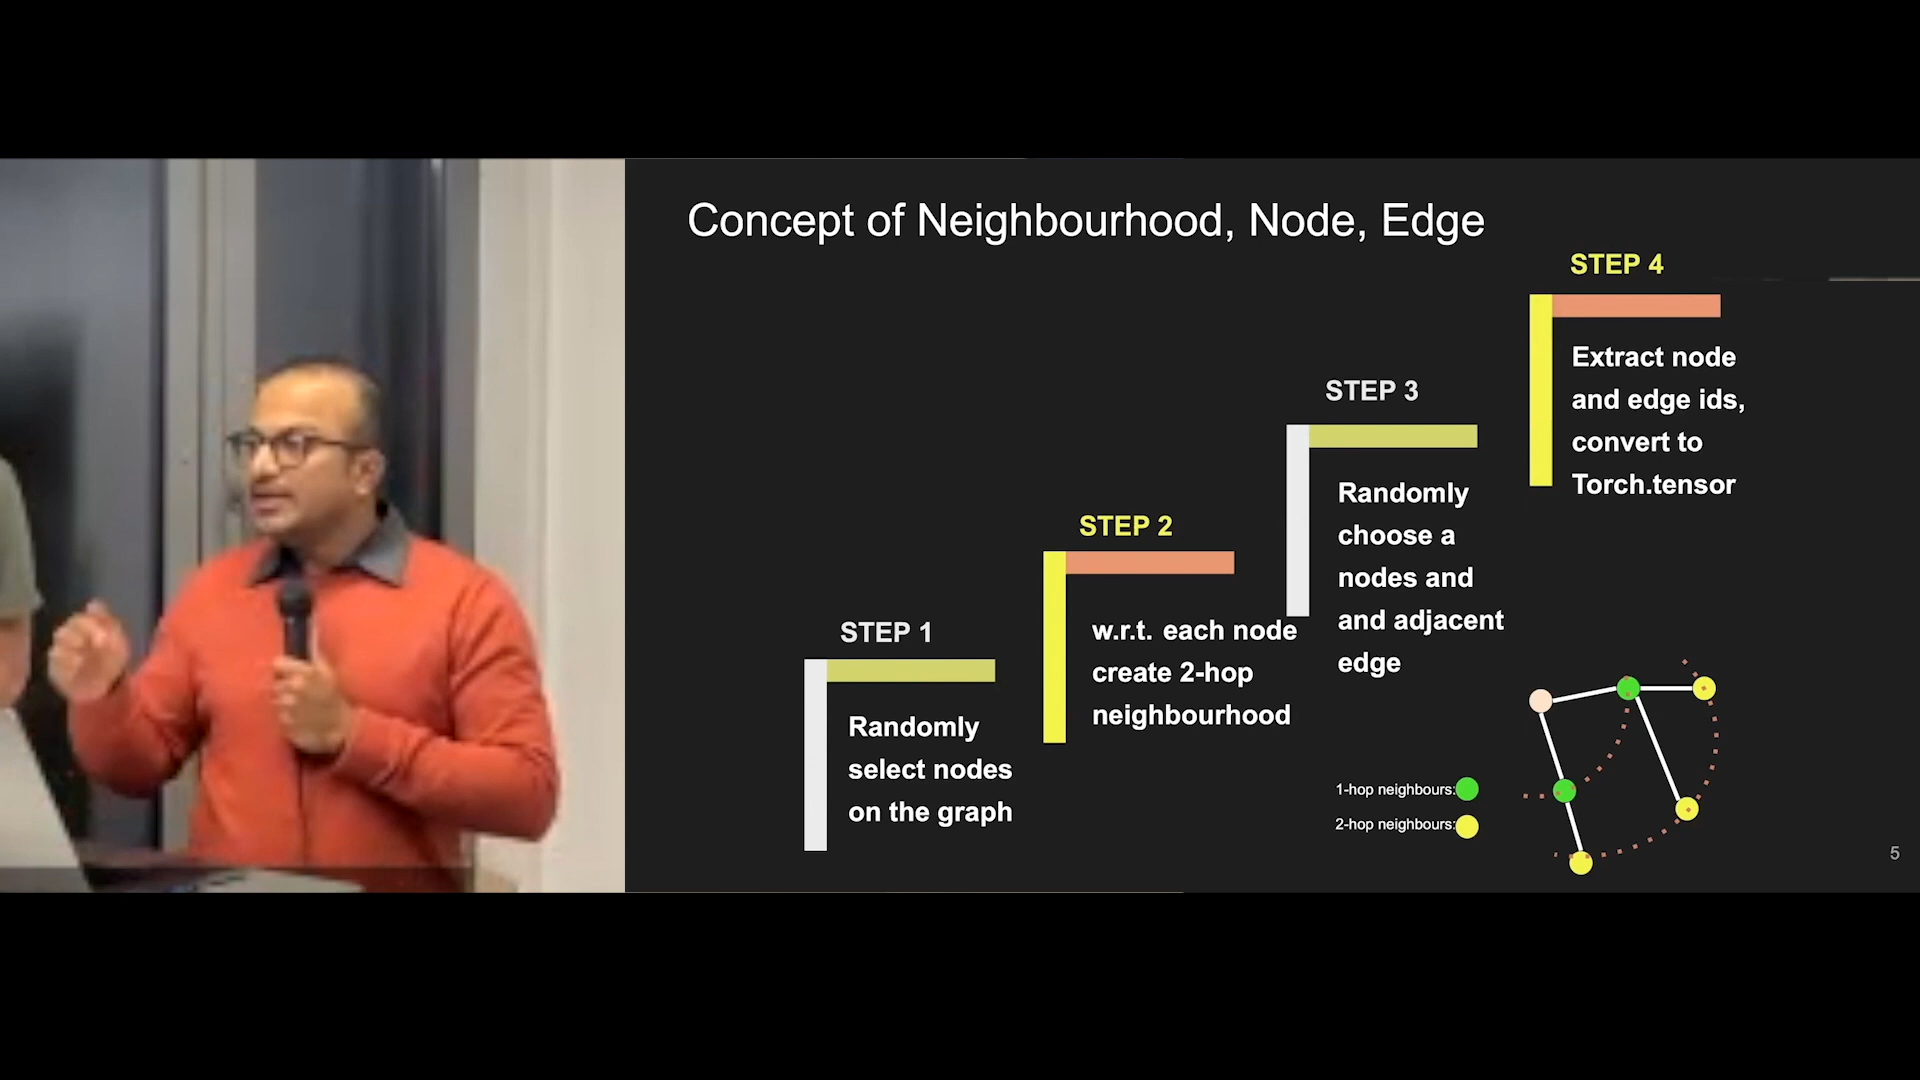 Concept of Neighbourhood, Node, Edge
STEP 1
Randomly
select nodes
on the graph
STEP 2
w.r.t. each node
create 2-hop
neighbourhood
STEP 3
Randomly
choose a
nodes and
and adjacent
edge
STEP 4
Extract node
and edge ids,
convert to
Torch.tensor
1-hop neighbours:
2-hop neighbours:
5